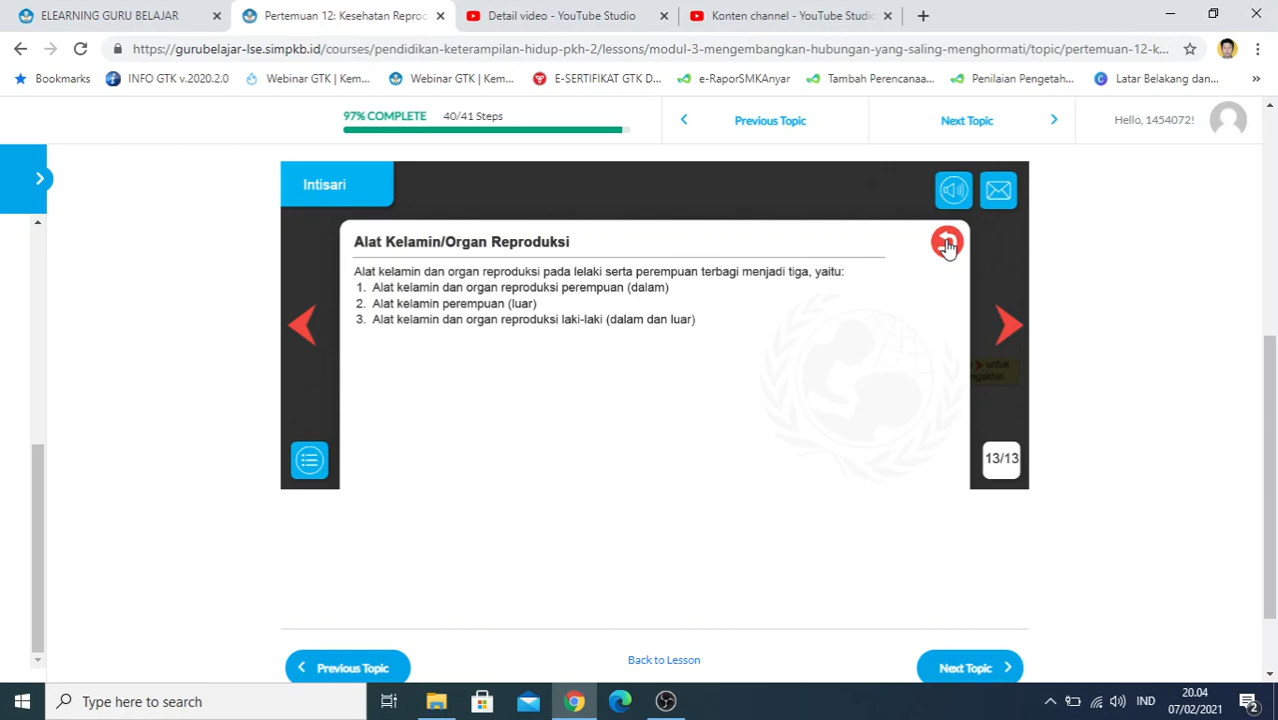 ELEARNING GURU BELAJAR
Pertemuan 12: Kesehatan Reproc
Detail video - YouTube Studio
Konten channel - YouTube Studio
https://gurubelajar-lse.simpkb.id/courses/pendidikan-keterampilan-hidup-pkh-2/lessons/modul-3-mengembangkan-hubungan-yang-saling-menghormati/topic/pertemuan-12-k...
Bookmarks
INFO GTK v.2020.2.0
Webinar GTK | Kem...
Webinar GTK | Kem...
E-SERTIFIKAT GTK D...
e-RaporSMKAnyar
Tambah Perencanaa...
Penilaian Pengetah...
Latar Belakang dan...
97% COMPLETE 40/41 Steps
Previous Topic
Next Topic
Hello, 1454072!
Intisari
Alat Kelamin/Organ Reproduksi
Alat kelamin dan organ reproduksi pada lelaki serta perempuan terbagi menjadi tiga, yaitu:
1. Alat kelamin dan organ reproduksi perempuan (dalam)
2. Alat kelamin perempuan (luar)
3. Alat kelamin dan organ reproduksi laki-laki (dalam dan luar)
untuk
13/13
Previous Topic
Back to Lesson
Next Topic
Type here to search
IND
20.04
07/02/2021
2